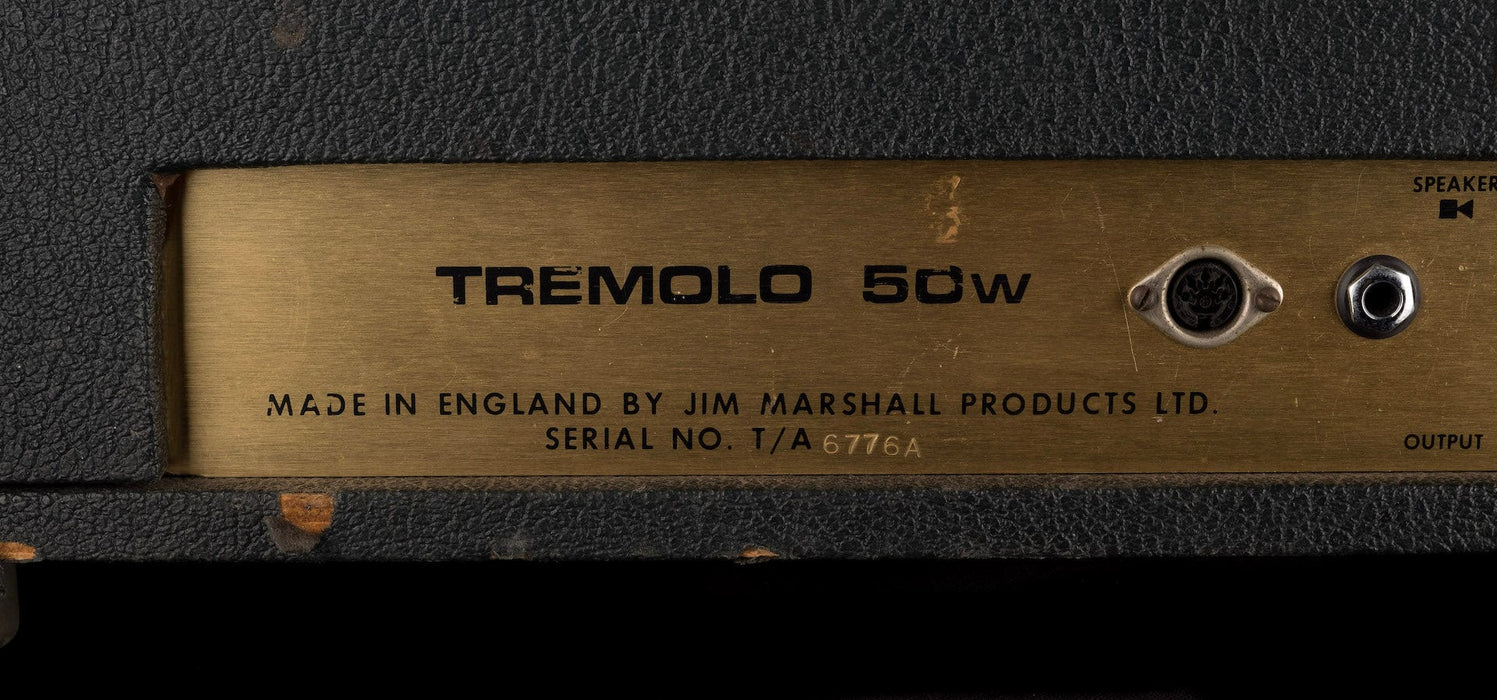 SPEAKER
TREMOLO 50W
MADE IN ENGLAND BY JIM MARSHALL PRODUCTS LTD.
SERIAL NO. T/A 6776A
OUTPUT